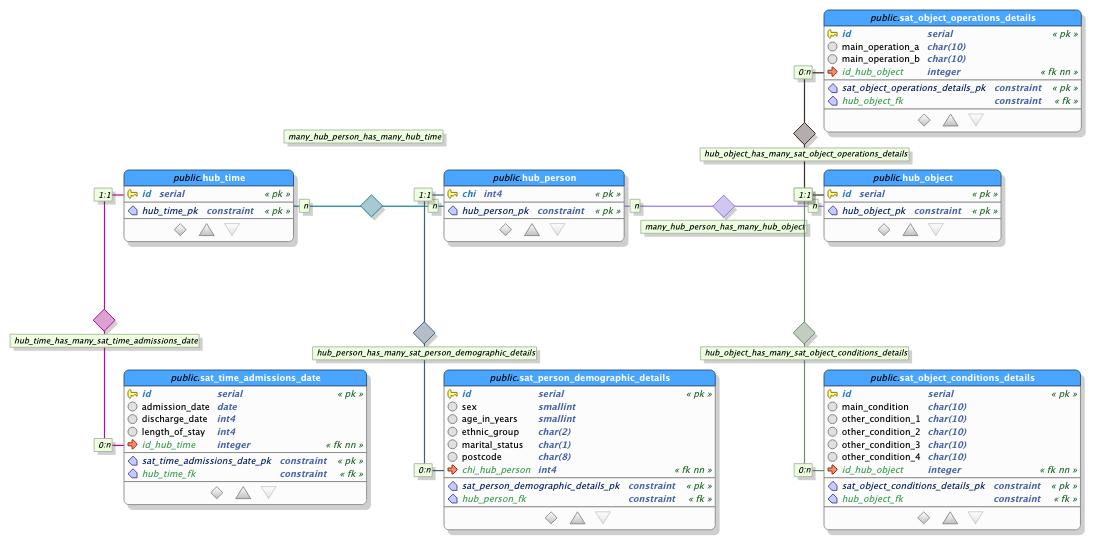 public.sat_object_operations_details
id serial « pk »
main_operation_a char(10)
main_operation_b char(10)
0:n
id_hub_object integer « fk nn »
sat_object_operations_details_pk constraint « pk »
hub_object_fk constraint « fk »
many_hub_person_has_many_hub_time
hub_object_has_many_sat_object_operations_details
public.hub_time
1:1
id serial « pk »
hub_time_pk constraint « pk »
n
n
public.hub_person
1:1
chi int4 « pk »
hub_person_pk constraint « pk »
n
n
many_hub_person_has_many_hub_object
public.hub_object
1:1
id serial « pk »
hub_object_pk constraint « pk »
hub_time_has_many_sat_time_admissions_date
hub_person_has_many_sat_person_demographic_details
hub_object_has_many_sat_object_conditions_details
public.sat_time_admissions_date
id serial « pk »
admission_date date
discharge_date int4
length_of_stay int4
0:n
id_hub_time integer « fk nn »
sat_time_admissions_date_pk constraint « pk »
hub_time_fk constraint « fk »
public.sat_person_demographic_details
id serial « pk »
sex smallint
age_in_years smallint
ethnic_group char(2)
marital_status char(1)
postcode char(8)
0:n
chi_hub_person int4 « fk nn »
sat_person_demographic_details_pk constraint « pk »
hub_person_fk constraint « fk »
public.sat_object_conditions_details
id serial « pk »
main_condition char(10)
other_condition_1 char(10)
other_condition_2 char(10)
other_condition_3 char(10)
other_condition_4 char(10)
0:n
id_hub_object integer « fk nn »
sat_object_conditions_details_pk constraint « pk »
hub_object_fk constraint « fk »